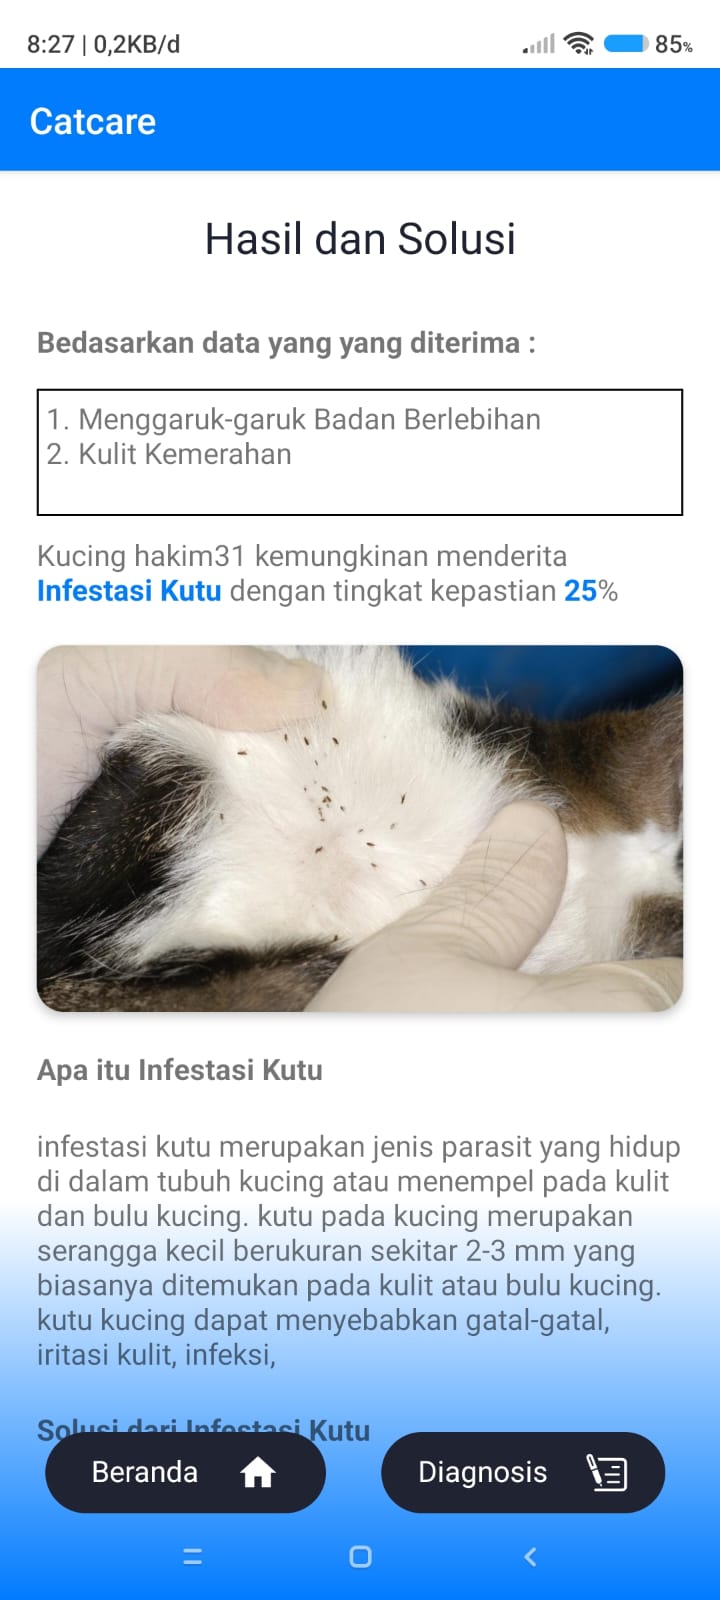 8:27 | 0,2KB/d
85%
Catcare
Hasil dan Solusi
Bedasarkan data yang yang diterima :
1. Menggaruk-garuk Badan Berlebihan
2. Kulit Kemerahan
Kucing hakim31 kemungkinan menderita
Infestasi Kutu dengan tingkat kepastian 25%
Apa itu Infestasi Kutu
infestasi kutu merupakan jenis parasit yang hidup
di dalam tubuh kucing atau menempel pada kulit
dan bulu kucing. kutu pada kucing merupakan
serangga kecil berukuran sekitar 2-3 mm yang
biasanya ditemukan pada kulit atau bulu kucing.
kutu kucing dapat menyebabkan gatal-gatal,
iritasi kulit, infeksi,
Solusi dari Infestasi Kutu
Beranda
Diagnosis